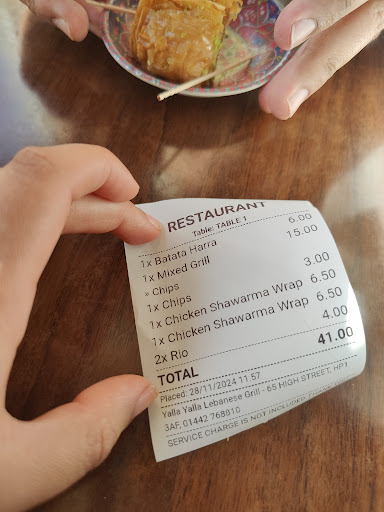 RESTAURANT
Table: TABLE 1
1x Batata Harra 6.00
1x Mixed Grill 15.00
» Chips
1x Chips 3.00
1x Chicken Shawarma Wrap 6.50
1x Chicken Shawarma Wrap 6.50
2x Rio 4.00
TOTAL 41.00
Placed: 28/11/2024 11:57
Yalla Yalla Lebanese Grill - 65 HIGH STREET, HP1
3AF, 01442 768010
SERVICE CHARGE IS NOT INCLUDED